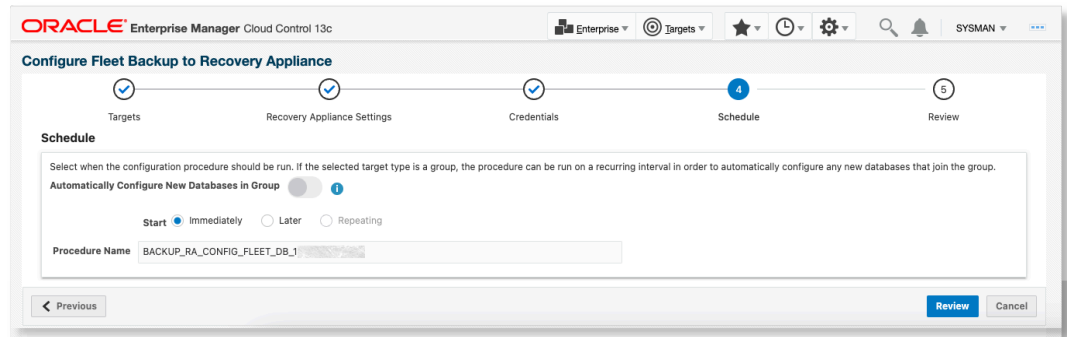 ORACLE Enterprise Manager Cloud Control 13c Enterprise Targets SYSMAN
Configure Fleet Backup to Recovery Appliance
4 5
Targets Recovery Appliance Settings Credentials Schedule Review
Schedule
Select when the configuration procedure should be run. If the selected target type is a group, the procedure can be run on a recurring interval in order to automatically configure any new databases that join the group.
Automatically Configure New Databases in Group i
Start Immediately Later Repeating
Procedure Name BACKUP_RA_CONFIG_FLEET_DB_1
Previous Review Cancel